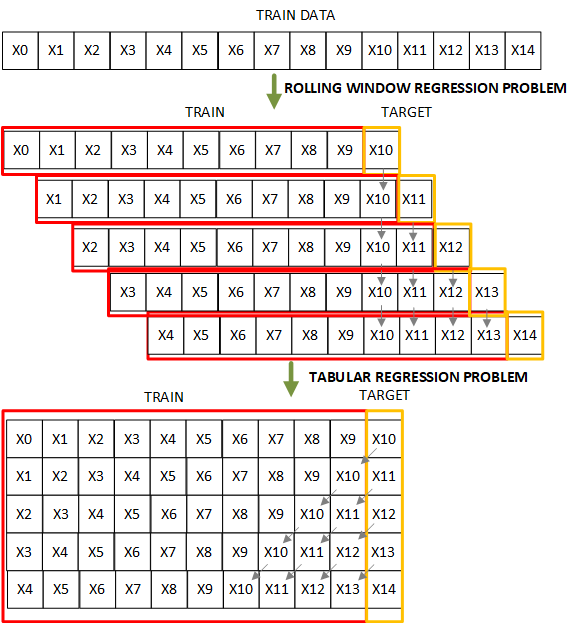 TRAIN DATA
X0 X1 X2 X3 X4 X5 X6 X7 X8 X9 X10 X11 X12 X13 X14
ROLLING WINDOW REGRESSION PROBLEM
TRAIN TARGET
X0 X1 X2 X3 X4 X5 X6 X7 X8 X9 X10
X1 X2 X3 X4 X5 X6 X7 X8 X9 X10 X11
X2 X3 X4 X5 X6 X7 X8 X9 X10 X11 X12
X3 X4 X5 X6 X7 X8 X9 X10 X11 X12 X13
X4 X5 X6 X7 X8 X9 X10 X11 X12 X13 X14
TABULAR REGRESSION PROBLEM
TRAIN TARGET
X0 X1 X2 X3 X4 X5 X6 X7 X8 X9 X10
X1 X2 X3 X4 X5 X6 X7 X8 X9 X10 X11
X2 X3 X4 X5 X6 X7 X8 X9 X10 X11 X12
X3 X4 X5 X6 X7 X8 X9 X10 X11 X12 X13
X4 X5 X6 X7 X8 X9 X10 X11 X12 X13 X14